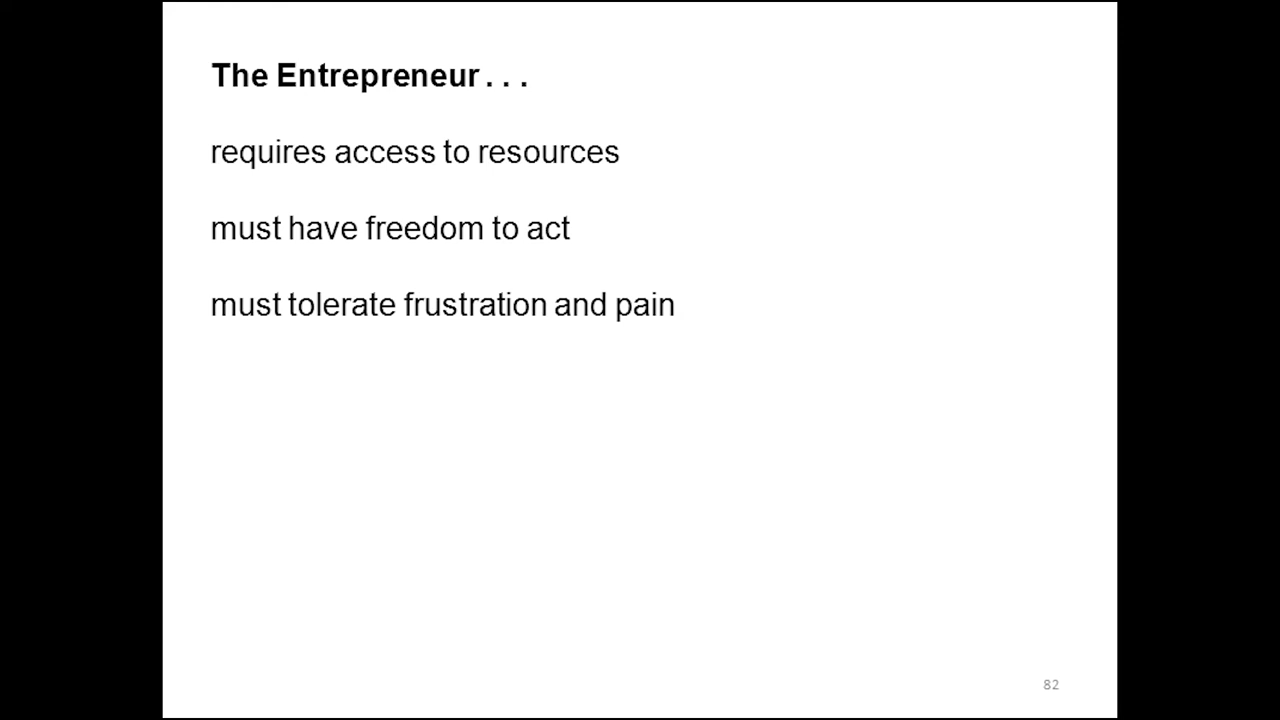 The Entrepreneur . . .
requires access to resources
must have freedom to act
must tolerate frustration and pain
82